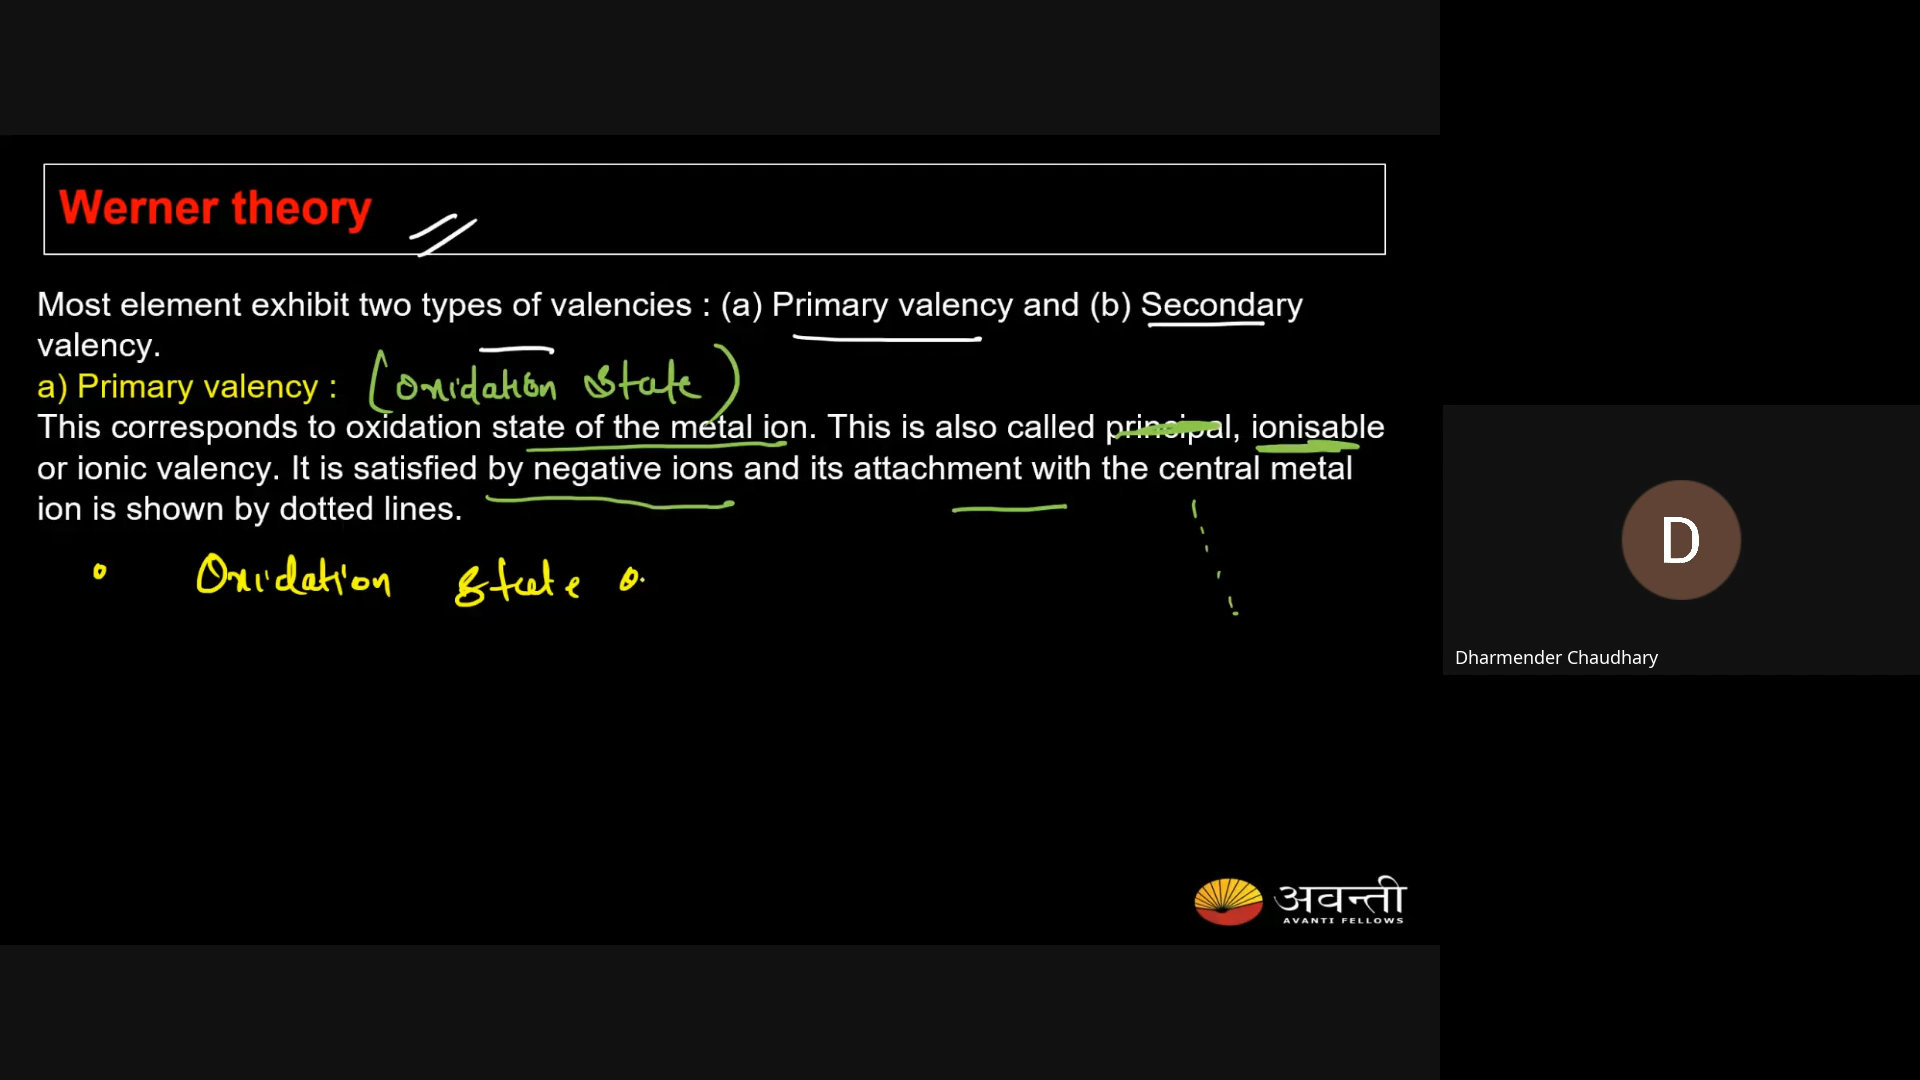 Werner theory
Most element exhibit two types of valencies : (a) Primary valency and (b) Secondary
valency.
a) Primary valency : (Oxidation State)
This corresponds to oxidation state of the metal ion. This is also called principal, ionisable
or ionic valency. It is satisfied by negative ions and its attachment with the central metal
ion is shown by dotted lines.
Oxidation State
D
Dharmender Chaudhary
अवन्ती
AVANTI FELLOWS